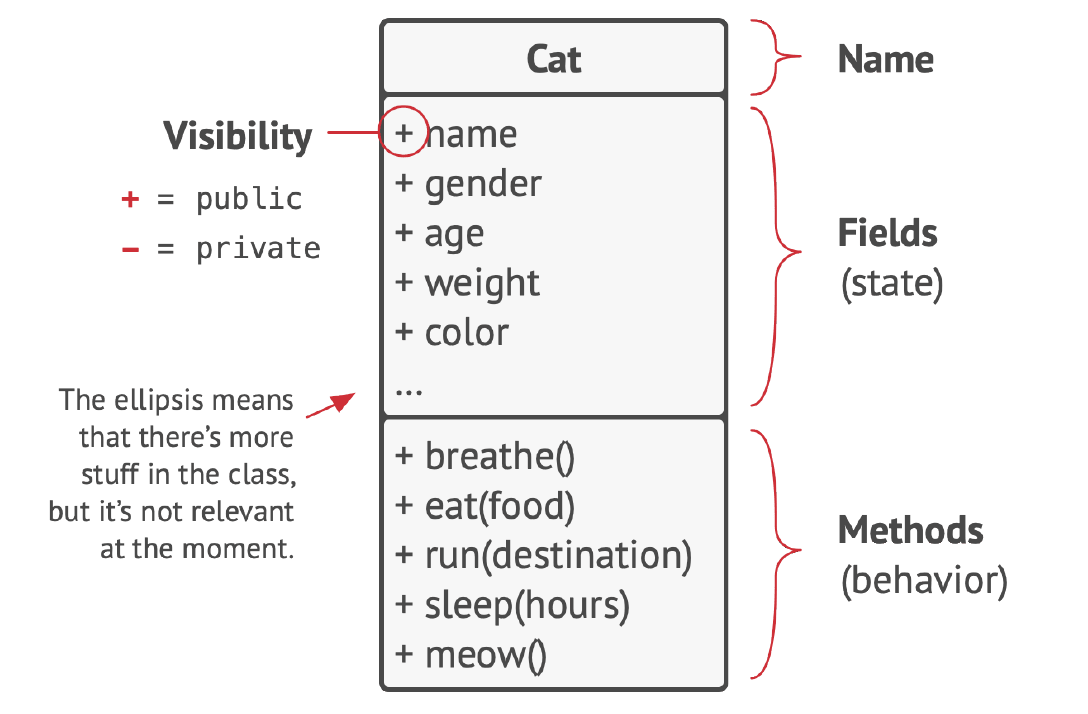 Cat
Name
Visibility
+ = public
− = private
+ name
+ gender
+ age
+ weight
+ color
...
Fields
(state)
The ellipsis means
that there’s more
stuff in the class,
but it’s not relevant
at the moment.
+ breathe()
+ eat(food)
+ run(destination)
+ sleep(hours)
+ meow()
Methods
(behavior)